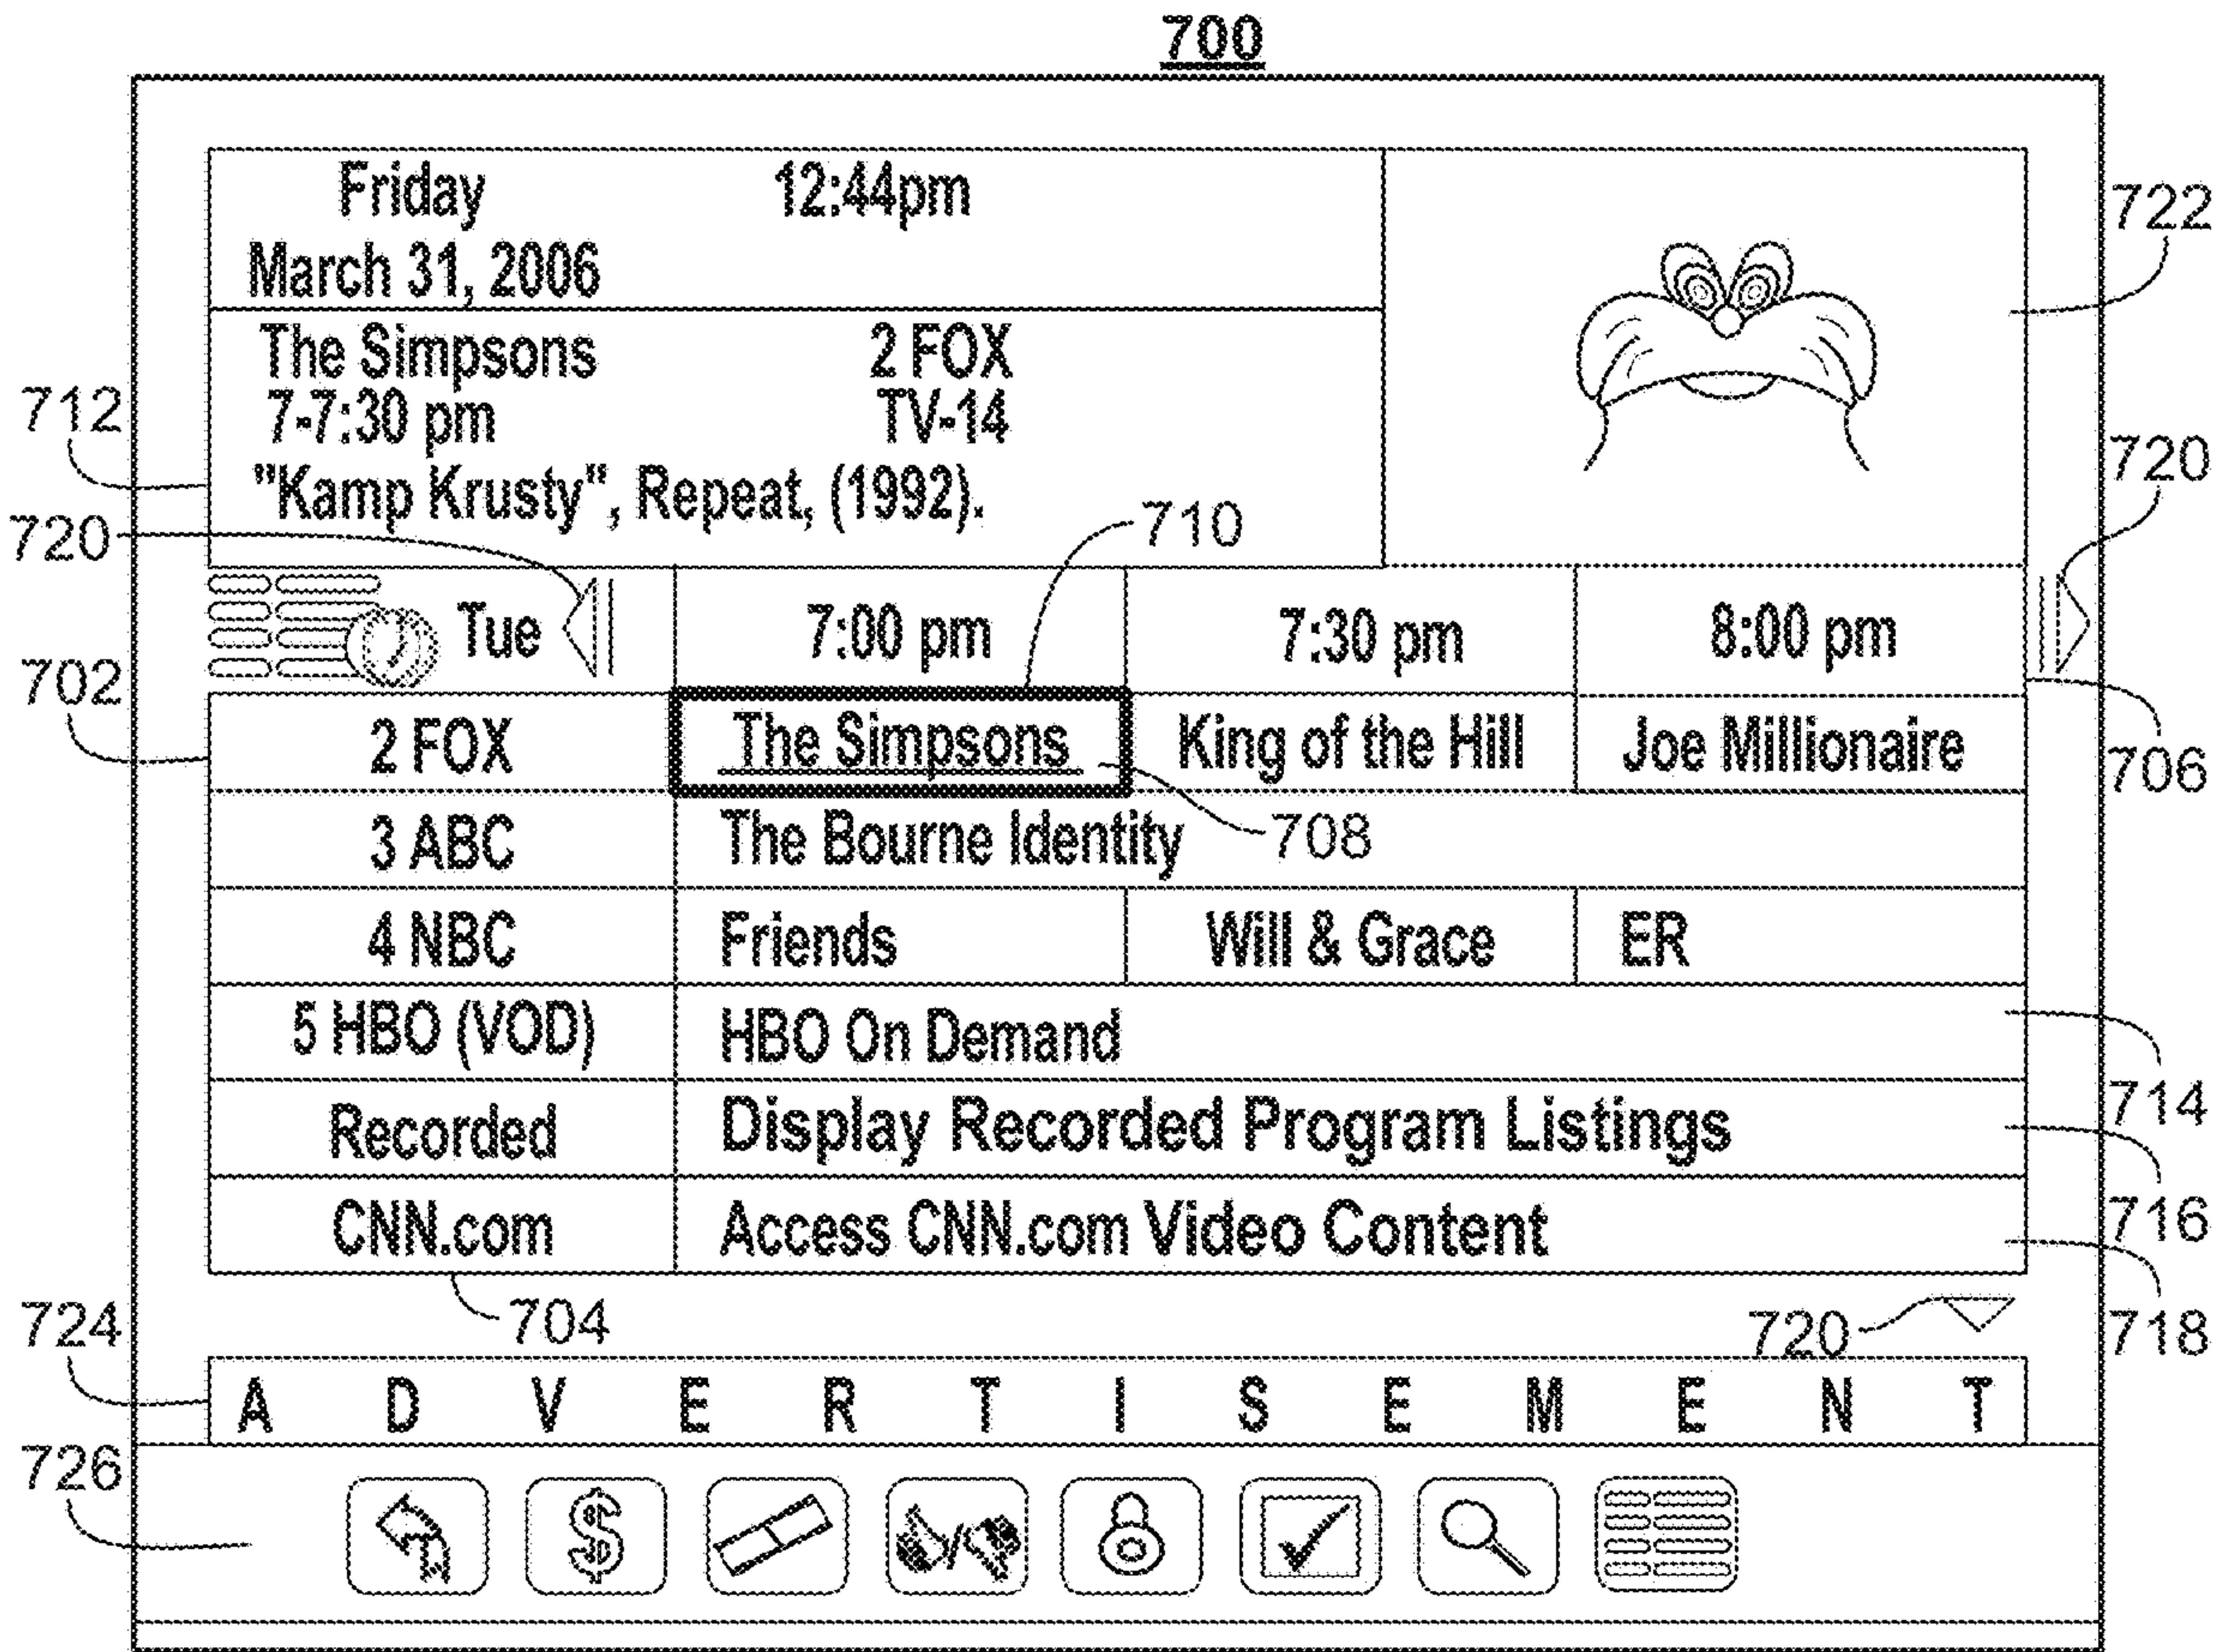 700
Friday 12:44pm
March 31, 2006
722
The Simpsons 2 FOX
7-7:30 pm TV-14
712
"Kamp Krusty", Repeat, (1992).
720
710
720
Tue 7:00 pm 7:30 pm 8:00 pm
702
2 FOX The Simpsons King of the Hill Joe Millionaire
706
3 ABC The Bourne Identity 708
4 NBC Friends Will & Grace ER
5 HBO (VOD) HBO On Demand
714
Recorded Display Recorded Program Listings
716
CNN.com Access CNN.com Video Content
724 704 720 718
A D V E R T I S E M E N T
726
$ /